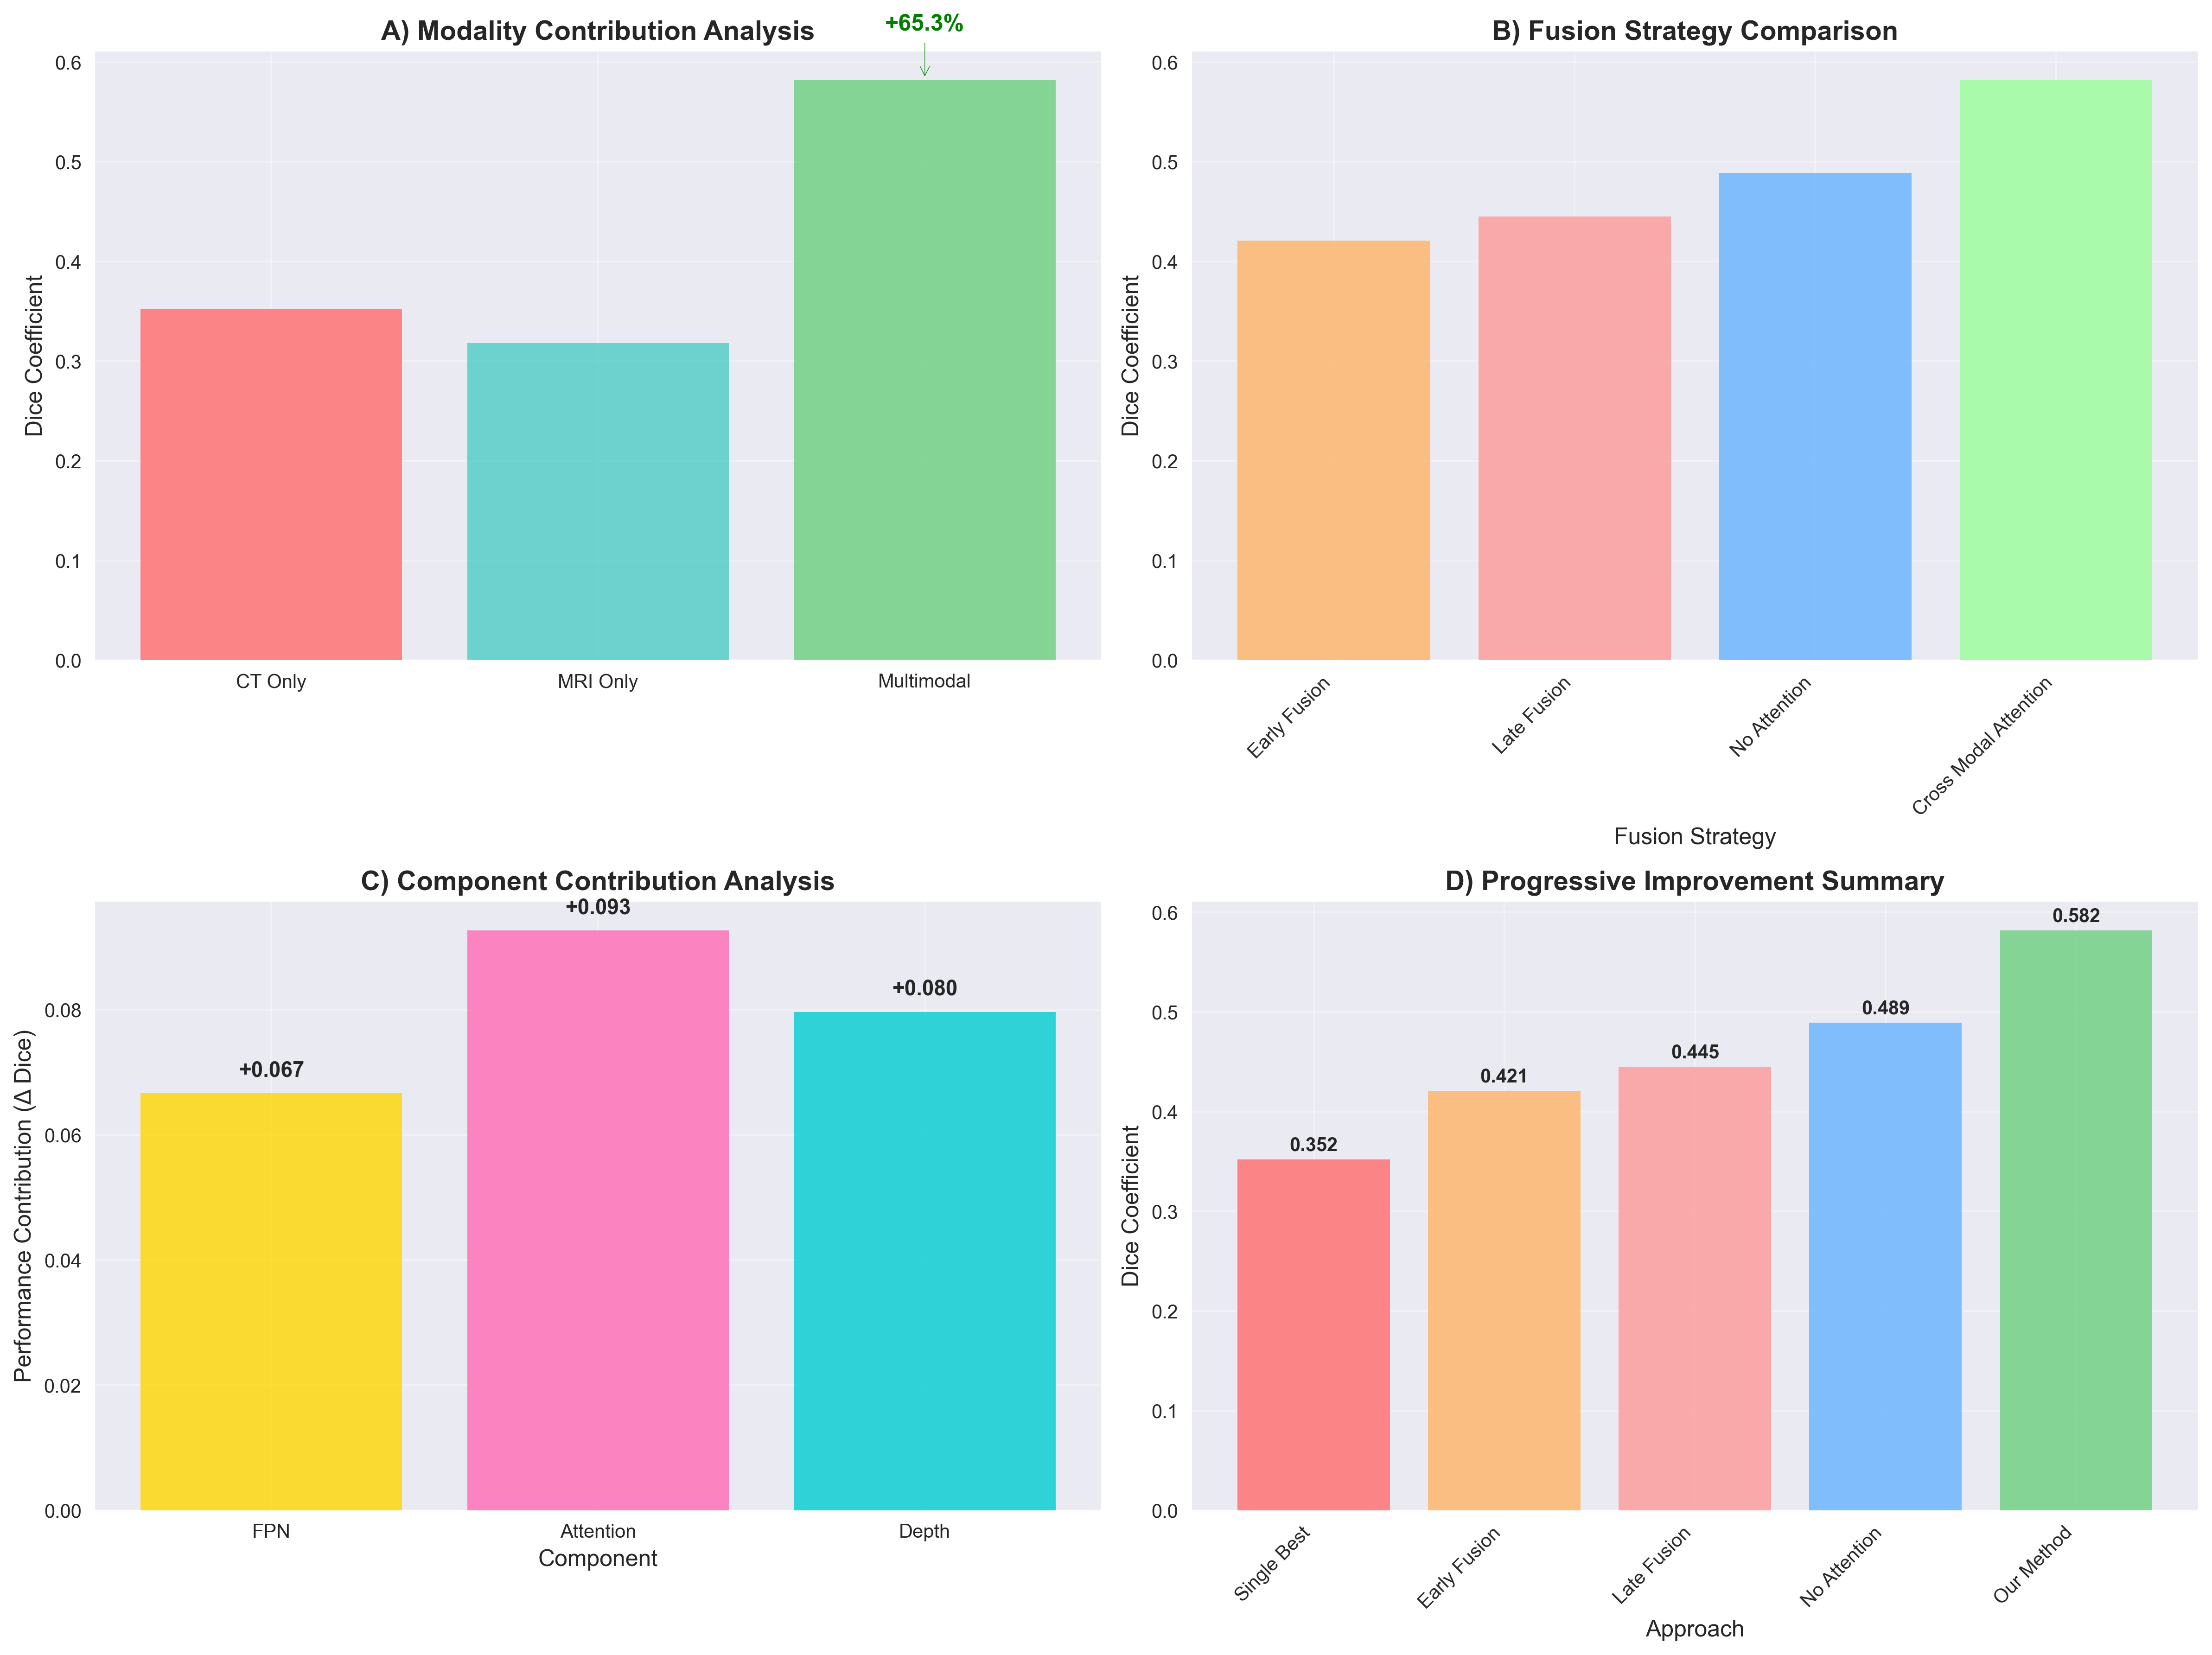 A) Modality Contribution Analysis
+65.3%
Dice Coefficient
0.6
0.5
0.4
0.3
0.2
0.1
0.0
CT Only
MRI Only
Multimodal
B) Fusion Strategy Comparison
Dice Coefficient
0.6
0.5
0.4
0.3
0.2
0.1
0.0
Early Fusion
Late Fusion
No Attention
Cross Modal Attention
Fusion Strategy
C) Component Contribution Analysis
Performance Contribution (Δ Dice)
0.08
0.06
0.04
0.02
0.00
+0.067
+0.093
+0.080
FPN
Attention
Depth
Component
D) Progressive Improvement Summary
Dice Coefficient
0.6
0.5
0.4
0.3
0.2
0.1
0.0
0.352
0.421
0.445
0.489
0.582
Single Best
Early Fusion
Late Fusion
No Attention
Our Method
Approach